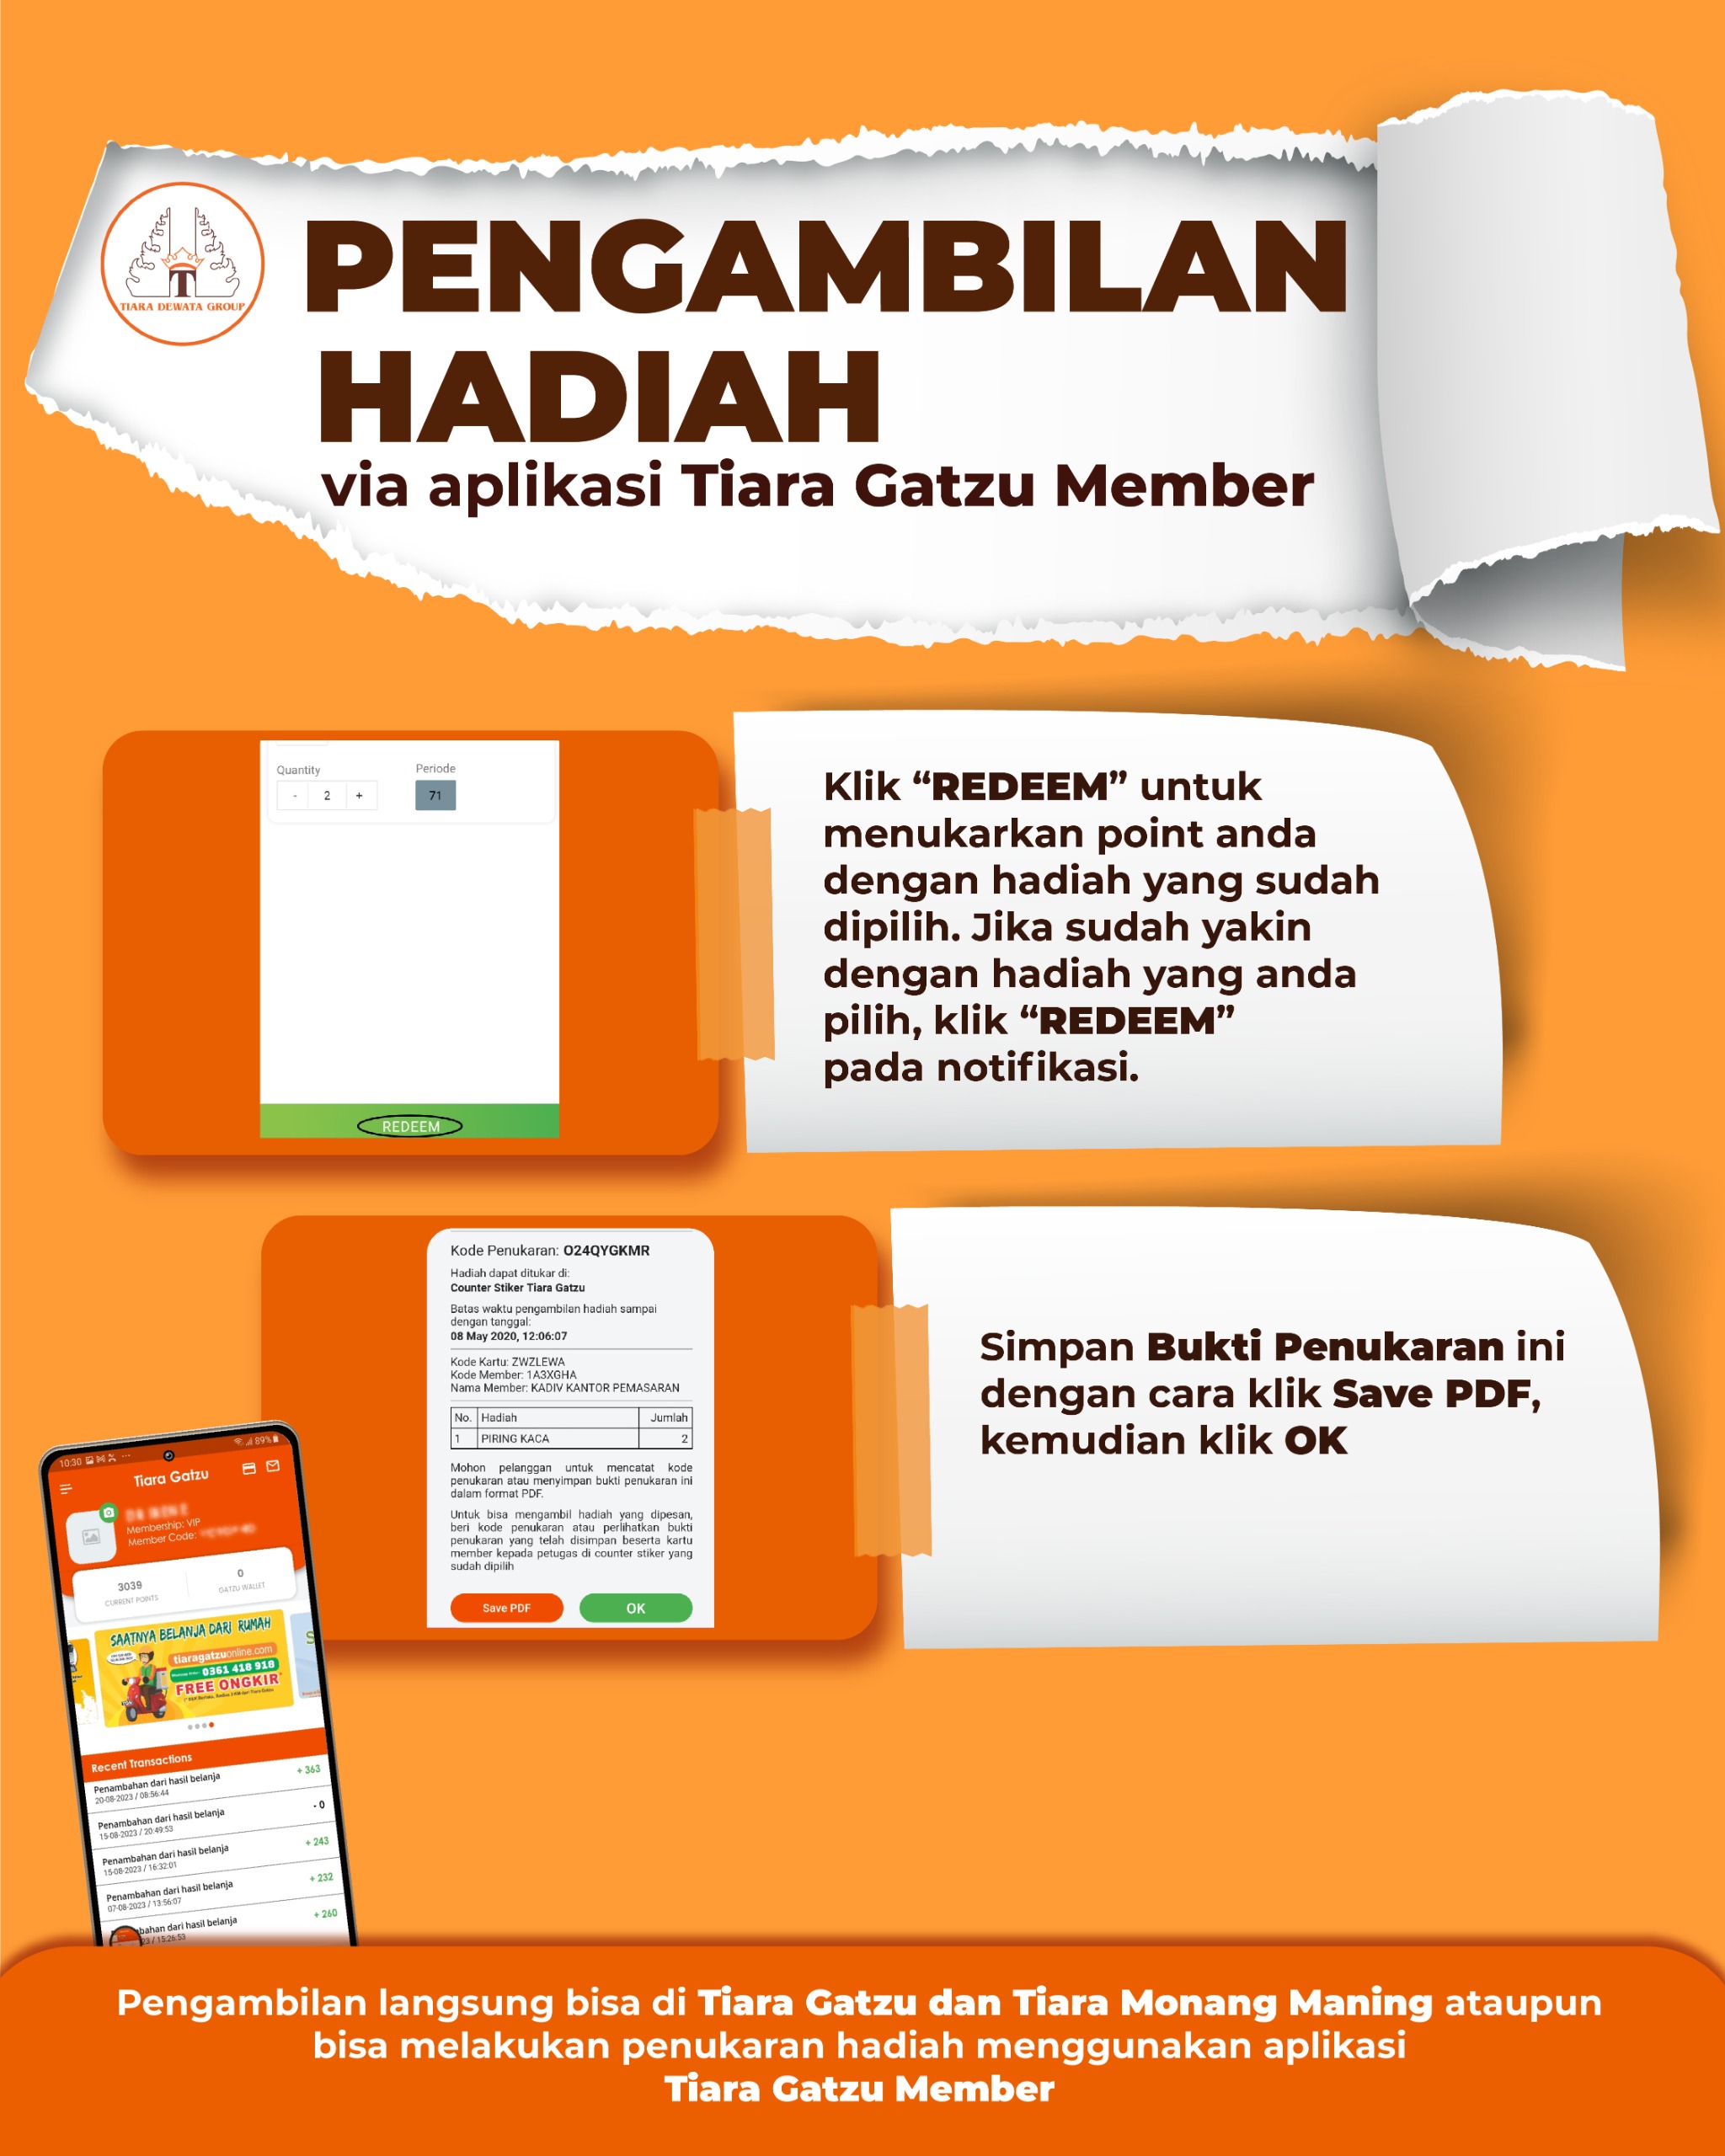 TIARA DEWATA GROUP
PENGAMBILAN
HADIAH
via aplikasi Tiara Gatzu Member
Quantity
Periode
- 2 +
71
REDEEM
Klik “REDEEM” untuk
menukarkan point anda
dengan hadiah yang sudah
dipilih. Jika sudah yakin
dengan hadiah yang anda
pilih, klik “REDEEM”
pada notifikasi.
Kode Penukaran: O24QYGKMR
Hadiah dapat ditukar di:
Counter Stiker Tiara Gatzu
Batas waktu pengambilan hadiah sampai
dengan tanggal:
08 May 2020, 12:06:07
Kode Kartu: ZWZLEWA
Kode Member: 1A3XGHA
Nama Member: KADIV KANTOR PEMASARAN
No. Hadiah Jumlah
1 PIRING KACA 2
Mohon pelanggan untuk mencatat kode
penukaran atau menyimpan bukti penukaran ini
dalam format PDF.
Untuk bisa mengambil hadiah yang dipesan,
beri kode penukaran atau perlihatkan bukti
penukaran yang telah disimpan beserta kartu
member kepada petugas di counter stiker yang
sudah dipilih
Save PDF
OK
Simpan Bukti Penukaran ini
dengan cara klik Save PDF,
kemudian klik OK
10:30
89%
Tiara Gatzu
Membership: VIP
Member Code:
3039
CURRENT POINTS
0
GATZU WALLET
SAATNYA BELANJA DARI RUMAH
tiaragatzuonline.com
0361 418 918
FREE ONGKIR*
Recent Transactions
Penambahan dari hasil belanja + 363
20-08-2023 / 08:56:44
Penambahan dari hasil belanja - 0
15-08-2023 / 20:49:53
Penambahan dari hasil belanja + 243
15-08-2023 / 16:32:01
Penambahan dari hasil belanja + 232
07-08-2023 / 13:56:07
bahan dari hasil belanja + 260
23 / 15:26:53
Pengambilan langsung bisa di Tiara Gatzu dan Tiara Monang Maning ataupun
bisa melakukan penukaran hadiah menggunakan aplikasi
Tiara Gatzu Member